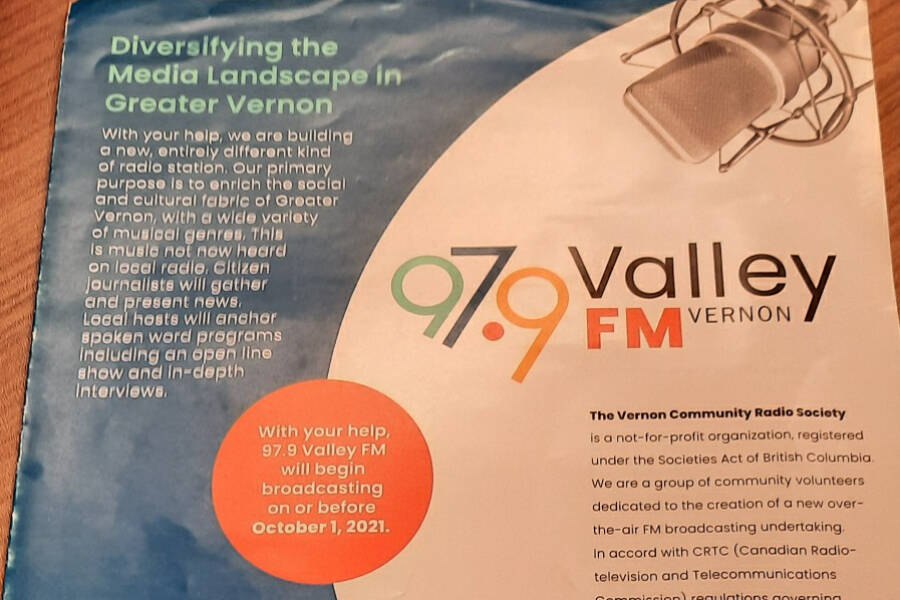 Diversifying the
Media Landscape in
Greater Vernon
With your help, we are building
a new, entirely different kind
of radio station. Our primary
purpose is to enrich the social
and cultural fabric of Greater
Vernon, with a wide variety
of musical genres. This
is music not now heard
on local radio. Citizen
journalists will gather
and present news.
Local hosts will anchor
spoken word programs
including an open line
show and in-depth
interviews.
97.9 Valley
FM VERNON
With your help,
97.9 Valley FM
will begin
broadcasting
on or before
October 1, 2021.
The Vernon Community Radio Society
is a not-for-profit organization, registered
under the Societies Act of British Columbia.
We are a group of community volunteers
dedicated to the creation of a new over-
the-air FM broadcasting undertaking.
In accord with CRTC (Canadian Radio-
television and Telecommunications
Commission) regulations governing